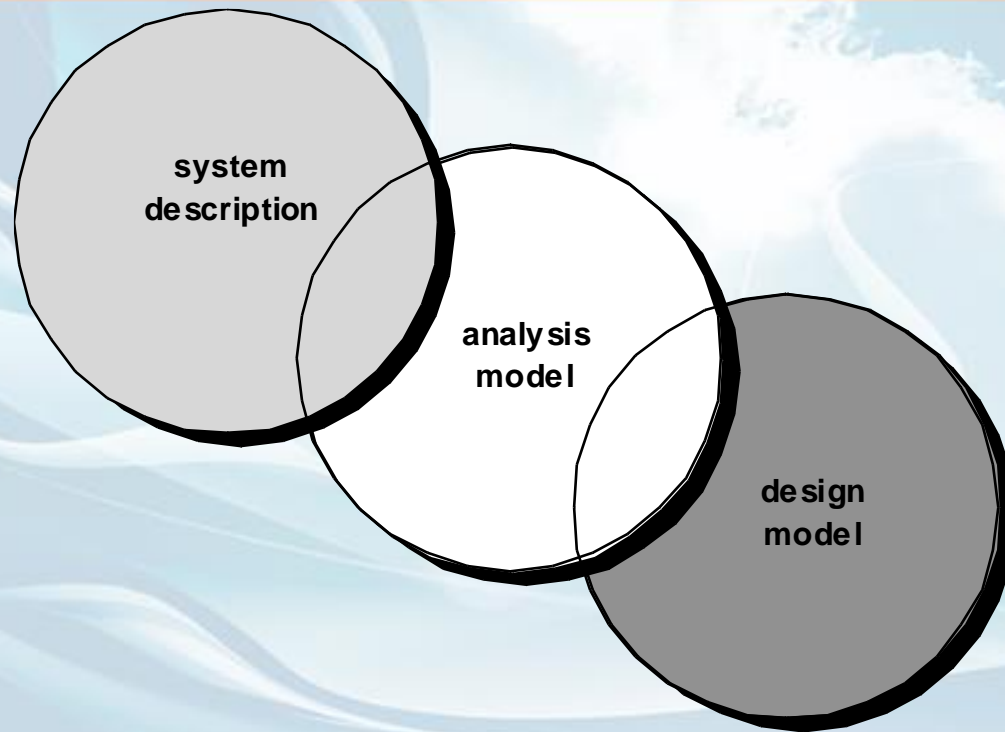 system
description
analysis
model
design
model